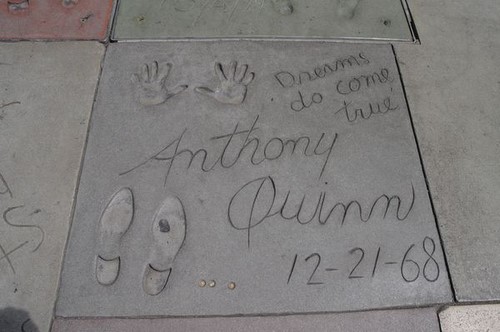 Dreams
do come
true
Anthony
Quinn
12-21-68